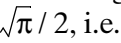 √π / 2, i.e.